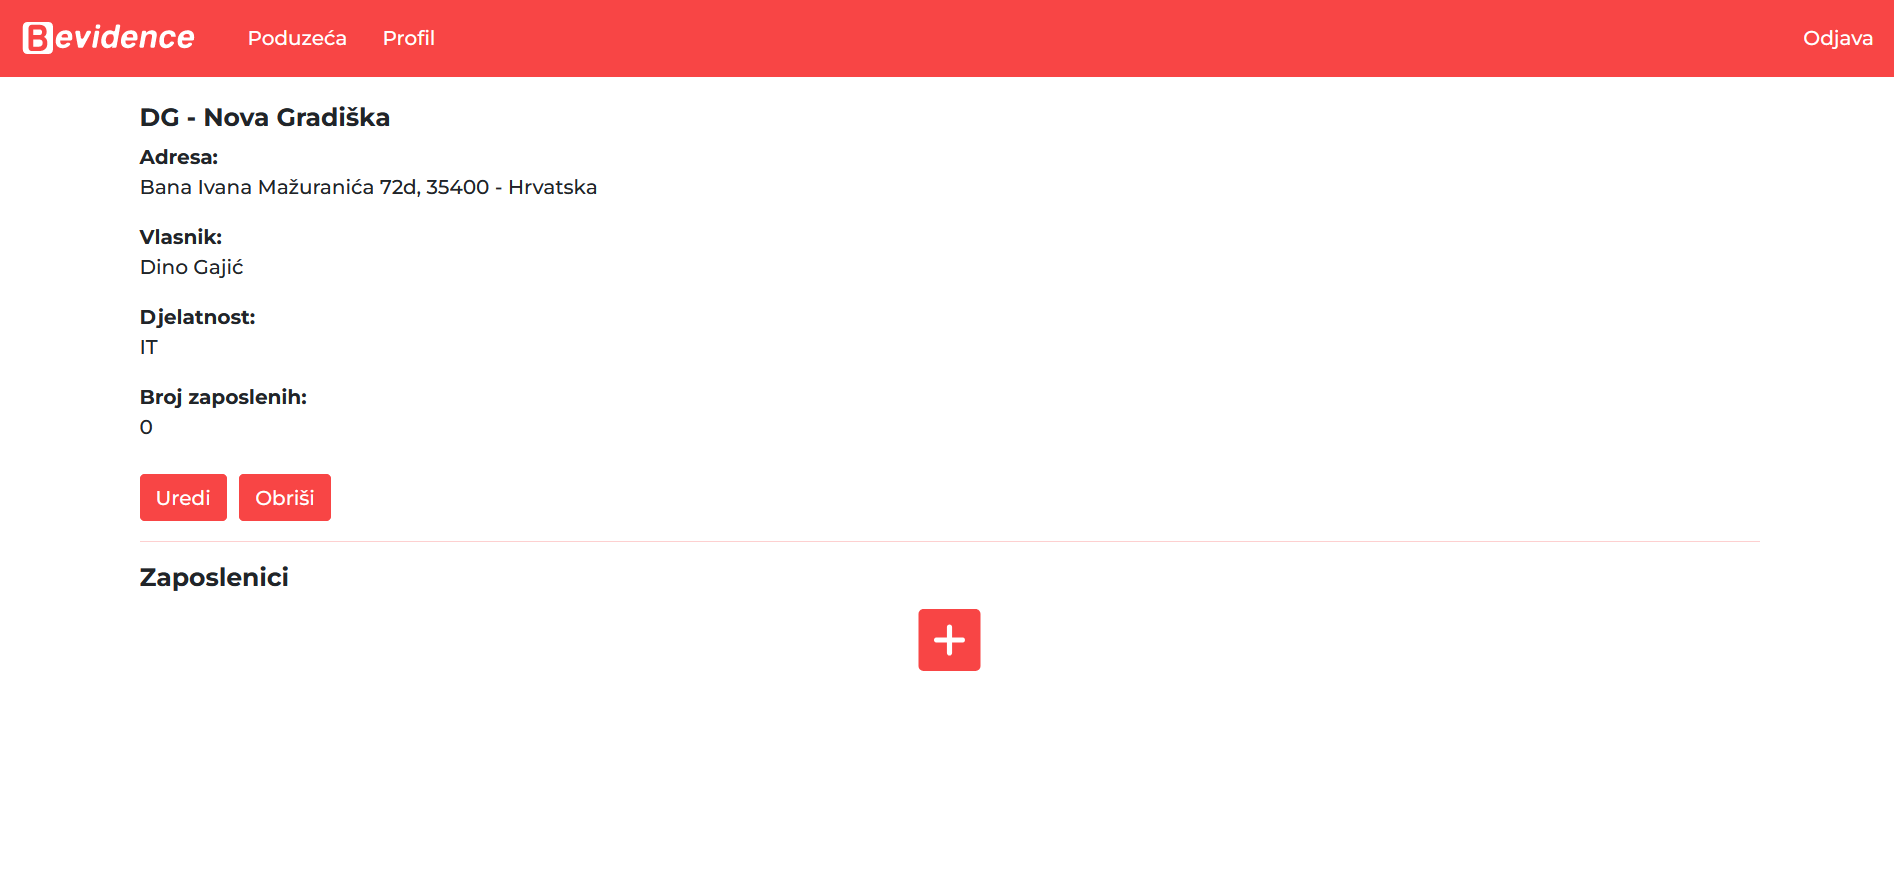 Bevidence Poduzeća Profil Odjava
DG - Nova Gradiška
Adresa:
Bana Ivana Mažuranića 72d, 35400 - Hrvatska
Vlasnik:
Dino Gajić
Djelatnost:
IT
Broj zaposlenih:
0
Uredi Obriši
Zaposlenici